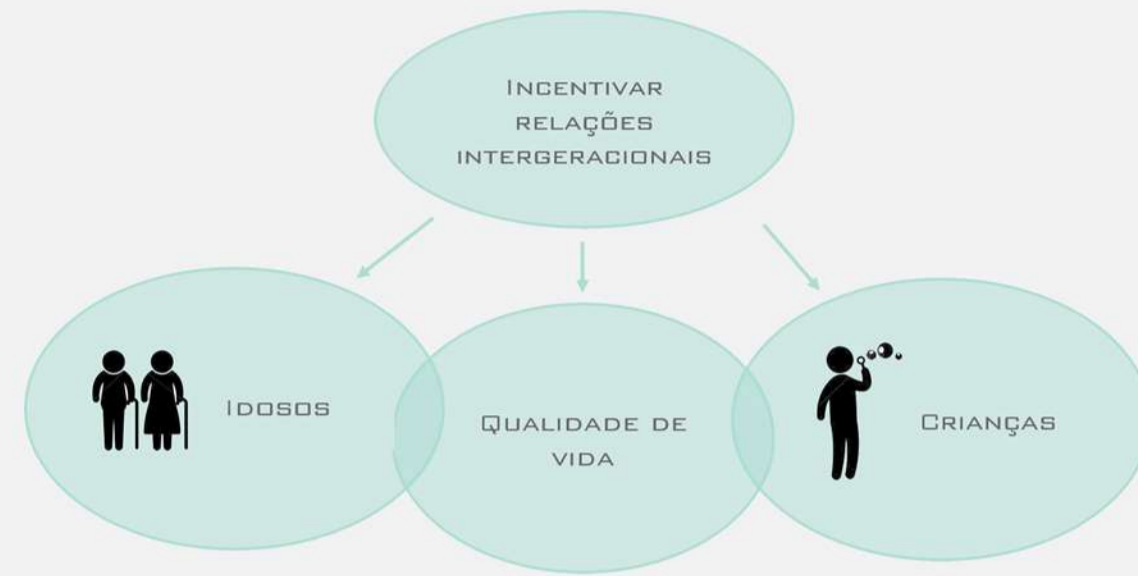 Incentivar
relações
intergeracionais
Idosos
Qualidade de
vida
Crianças